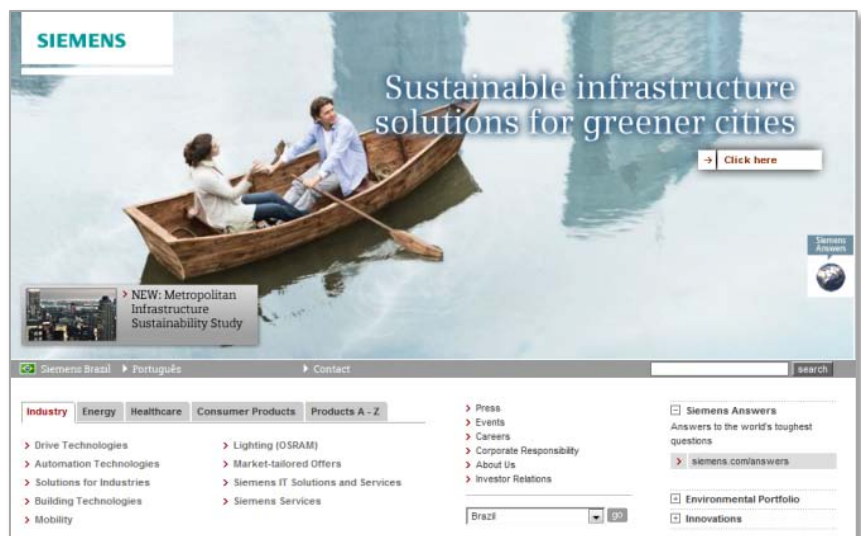 SIEMENS
Sustainable infrastructure
solutions for greener cities
Click here
Siemens
Answers
NEW: Metropolitan
Infrastructure
Sustainability Study
Siemens Brazil Português Contact search
Industry Energy Healthcare Consumer Products Products A - Z
Drive Technologies
Automation Technologies
Solutions for Industries
Building Technologies
Mobility
Lighting (OSRAM)
Market-tailored Offers
Siemens IT Solutions and Services
Siemens Services
Press
Events
Careers
Corporate Responsibility
About Us
Investor Relations
Brazil go
Siemens Answers
Answers to the world's toughest
questions
siemens.com/answers
Environmental Portfolio
Innovations